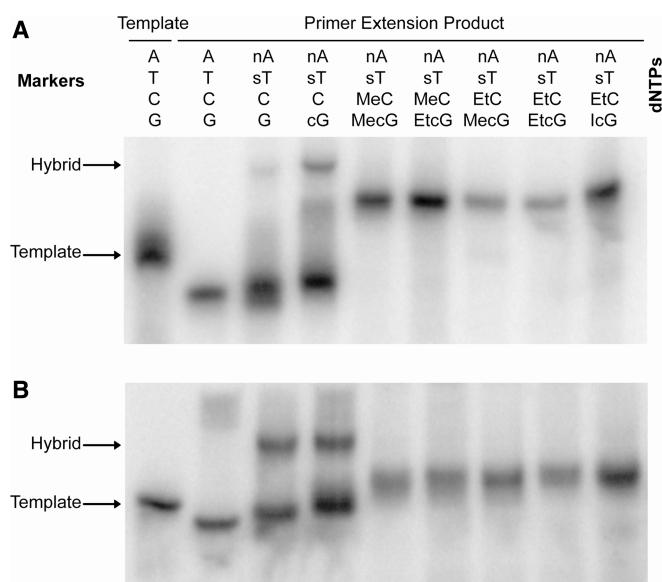 Template Primer Extension Product
A
Markers
dNTPs
A A nA nA nA nA nA nA nA
T T sT sT sT sT sT sT sT
C C C C MeC MeC EtC EtC EtC
G G G cG MecG EtcG MecG EtcG IcG
Hybrid
Template
B
Hybrid
Template